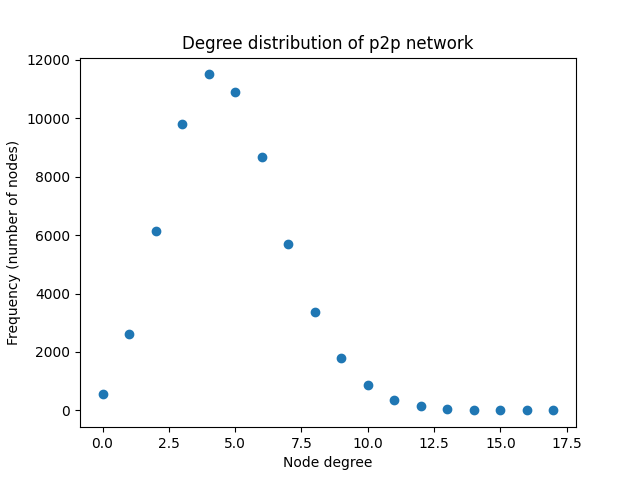 Degree distribution of p2p network
12000
10000
8000
6000
4000
2000
0
Frequency (number of nodes)
0.0 2.5 5.0 7.5 10.0 12.5 15.0 17.5
Node degree